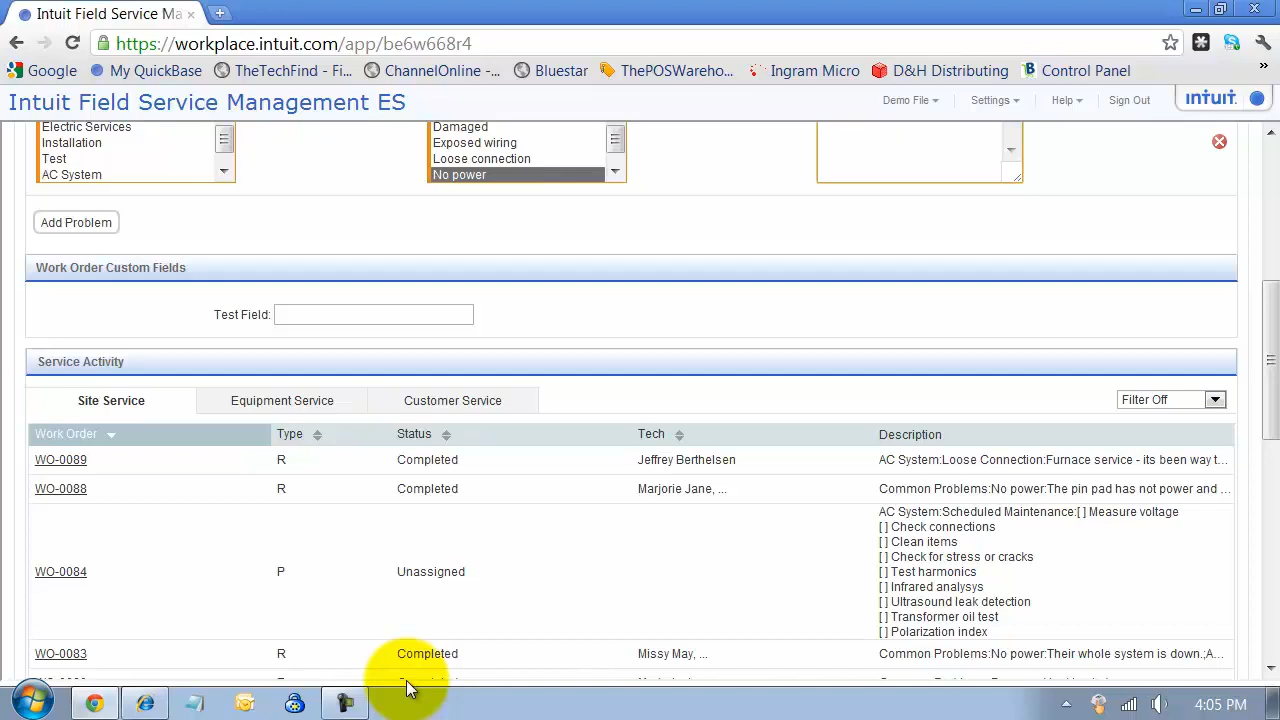 Intuit Field Service Ma
https://workplace.intuit.com/app/be6w668r4
Google My QuickBase TheTechFind - Fi... ChannelOnline -... Bluestar ThePOSWareho... Ingram Micro D&H Distributing Control Panel »
Intuit Field Service Management ES
Demo File Settings Help Sign Out intuit.
Electric Services
Installation
Test
AC System
Damaged
Exposed wiring
Loose connection
No power
Add Problem
Work Order Custom Fields
Test Field:
Service Activity
Site Service Equipment Service Customer Service Filter Off
Work Order Type Status Tech Description
WO-0089 R Completed Jeffrey Berthelsen AC System:Loose Connection:Furnace service - its been way t...
WO-0088 R Completed Marjorie Jane, ... Common Problems:No power:The pin pad has not power and ...
WO-0084 P Unassigned AC System:Scheduled Maintenance:[ ] Measure voltage
[ ] Check connections
[ ] Clean items
[ ] Check for stress or cracks
[ ] Test harmonics
[ ] Infrared analysys
[ ] Ultrasound leak detection
[ ] Transformer oil test
[ ] Polarization index
WO-0083 R Completed Missy May, ... Common Problems:No power:Their whole system is down.;A...
4:05 PM